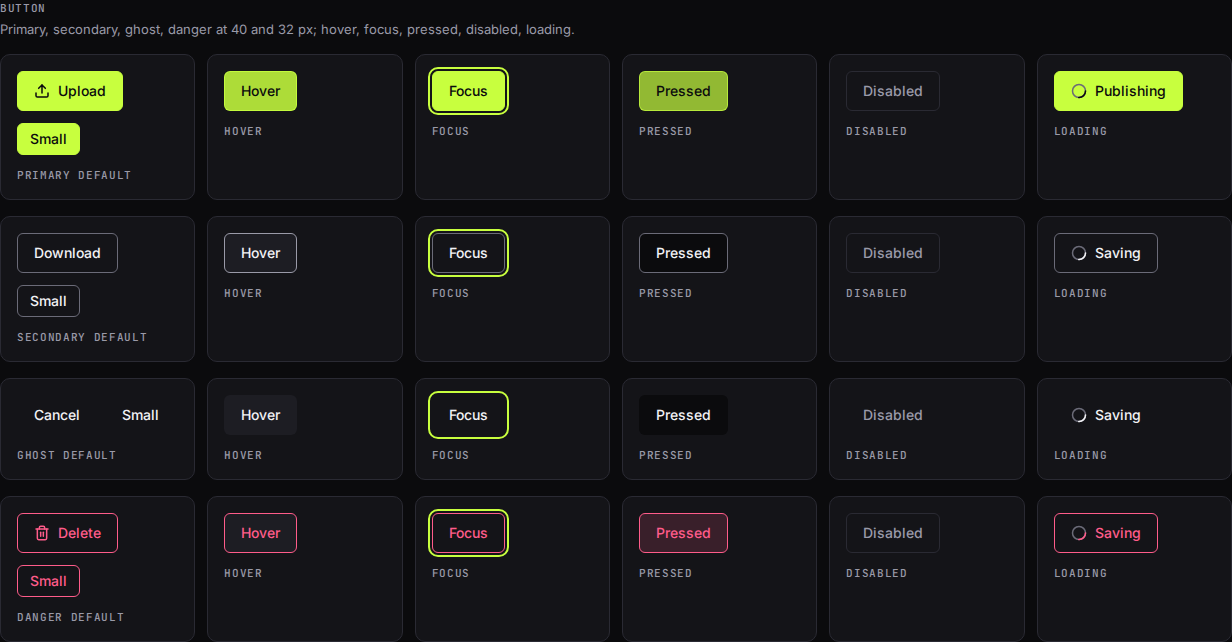 BUTTON
Primary, secondary, ghost, danger at 40 and 32 px; hover, focus, pressed, disabled, loading.
Upload
Small
PRIMARY DEFAULT
Hover
HOVER
Focus
FOCUS
Pressed
PRESSED
Disabled
DISABLED
Publishing
LOADING
Download
Small
SECONDARY DEFAULT
Hover
HOVER
Focus
FOCUS
Pressed
PRESSED
Disabled
DISABLED
Saving
LOADING
Cancel Small
GHOST DEFAULT
Hover
HOVER
Focus
FOCUS
Pressed
PRESSED
Disabled
DISABLED
Saving
LOADING
Delete
Small
DANGER DEFAULT
Hover
HOVER
Focus
FOCUS
Pressed
PRESSED
Disabled
DISABLED
Saving
LOADING